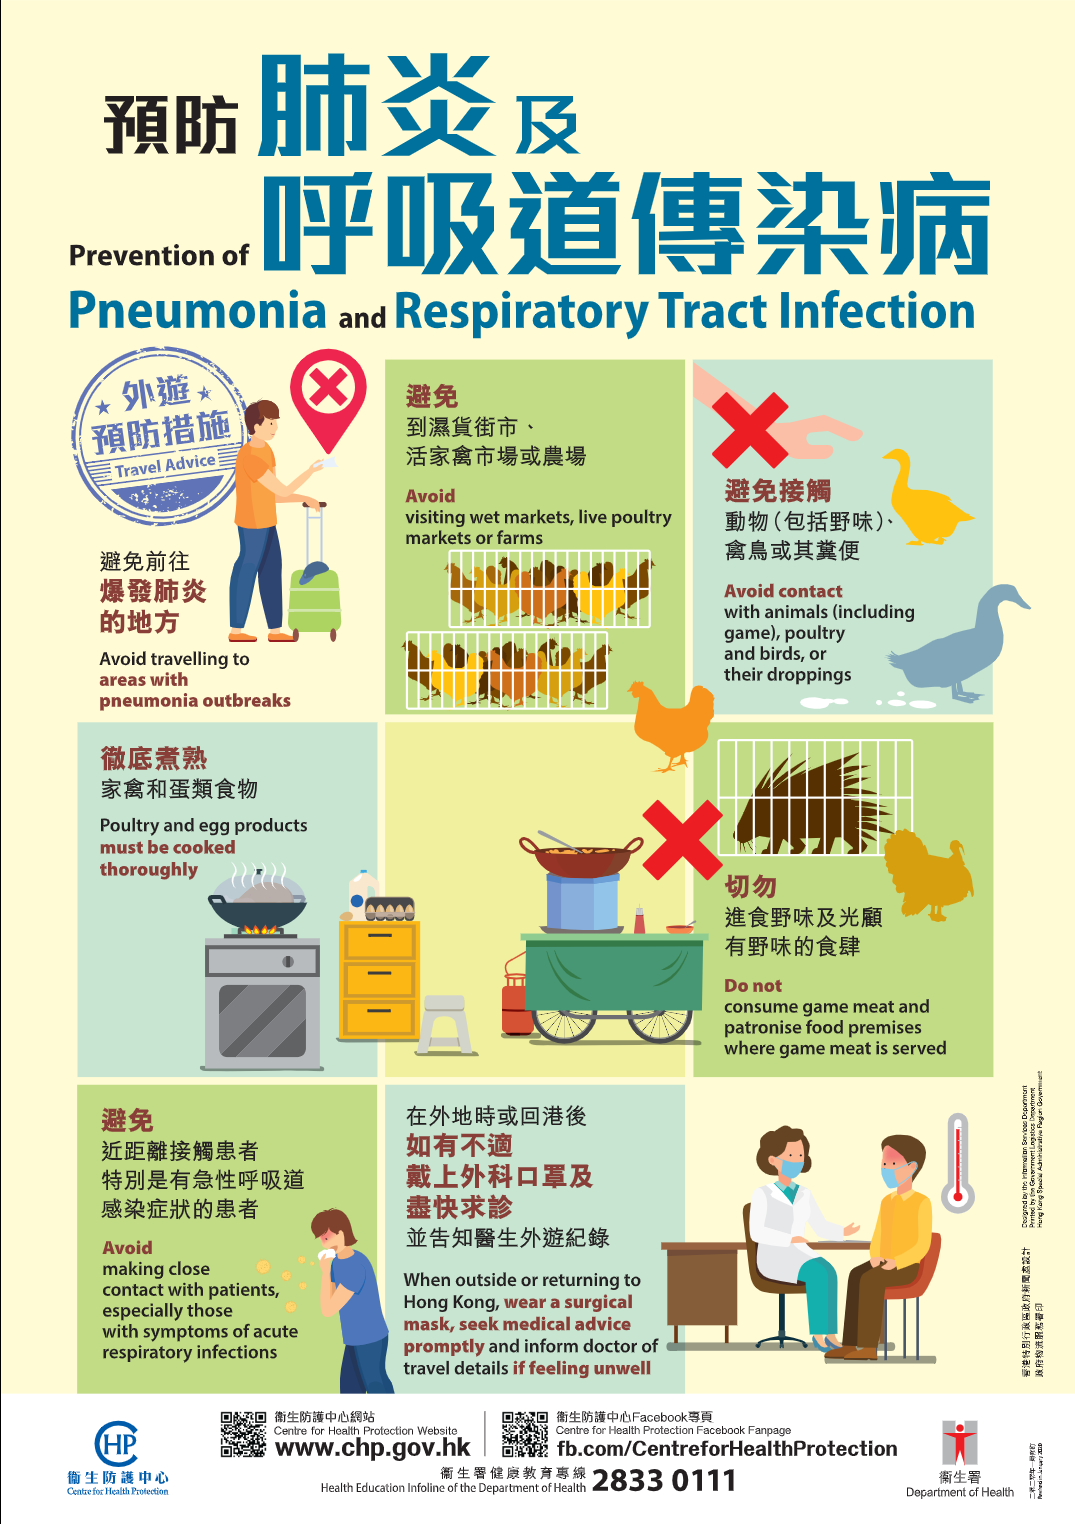 預防 肺炎 及
呼吸道傳染病
Prevention of
Pneumonia and Respiratory Tract Infection
外遊
預防措施
Travel Advice
避免前往
爆發肺炎
的地方
Avoid travelling to
areas with
pneumonia outbreaks
避免
到濕貨街市、
活家禽市場或農場
Avoid
visiting wet markets, live poultry
markets or farms
避免接觸
動物（包括野味）、
禽鳥或其糞便
Avoid contact
with animals (including
game), poultry
and birds, or
their droppings
徹底煮熟
家禽和蛋類食物
Poultry and egg products
must be cooked
thoroughly
切勿
進食野味及光顧
有野味的食肆
Do not
consume game meat and
patronise food premises
where game meat is served
避免
近距離接觸患者
特別是有急性呼吸道
感染症狀的患者
Avoid
making close
contact with patients,
especially those
with symptoms of acute
respiratory infections
在外地時或回港後
如有不適
戴上外科口罩及
盡快求診
並告知醫生外遊紀錄
When outside or returning to
Hong Kong, wear a surgical
mask, seek medical advice
promptly and inform doctor of
travel details if feeling unwell
Designed by the Information Services Department
Printed by the Government Logistics Department
Hong Kong Special Administrative Region Government
香港特別行政區政府新聞處設計
政府物流服務署印
CHP
衞生防護中心
Centre for Health Protection
衞生防護中心網站
Centre for Health Protection Website
www.chp.gov.hk
衞生防護中心Facebook專頁
Centre for Health Protection Facebook Fanpage
fb.com/CentreforHealthProtection
衞生署健康教育專線
Health Education Infoline of the Department of Health 2833 0111
衞生署
Department of Health
二零二零年一月修訂
Revised in January 2020